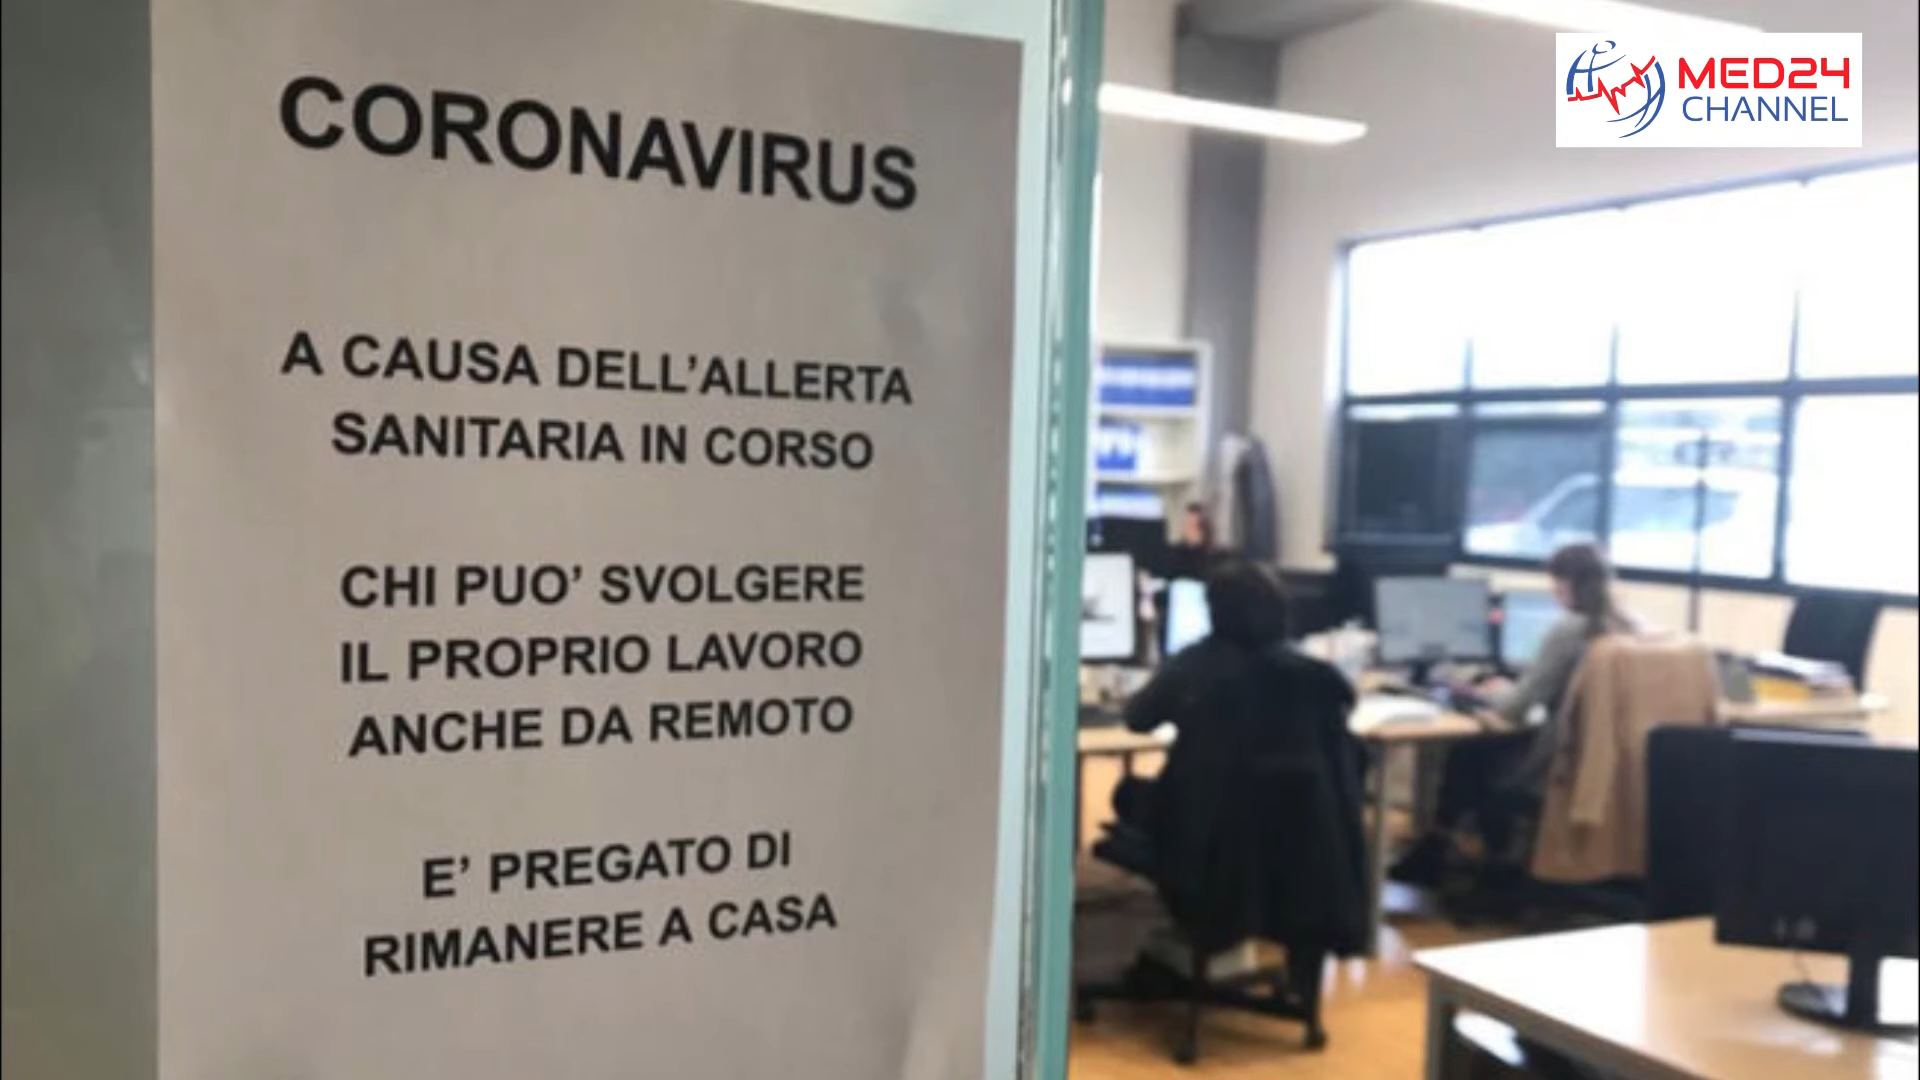 CORONAVIRUS
A CAUSA DELL'ALLERTA
SANITARIA IN CORSO
CHI PUO' SVOLGERE
IL PROPRIO LAVORO
ANCHE DA REMOTO
E' PREGATO DI
RIMANERE A CASA
MED24
CHANNEL